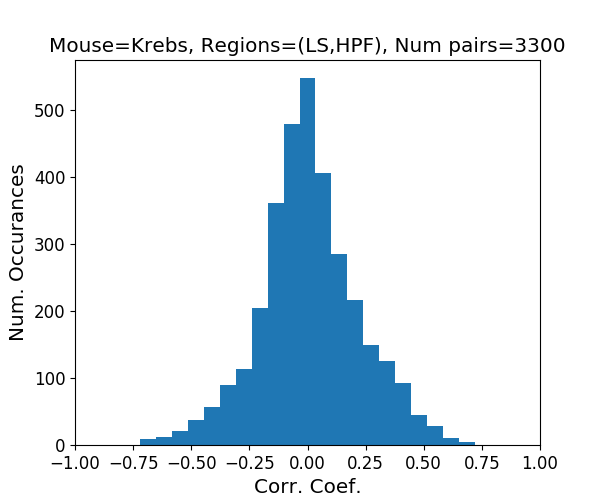 Mouse=Krebs, Regions=(LS,HPF), Num pairs=3300
500
400
300
200
100
0
Num. Occurances
−1.00 −0.75 −0.50 −0.25 0.00 0.25 0.50 0.75 1.00
Corr. Coef.